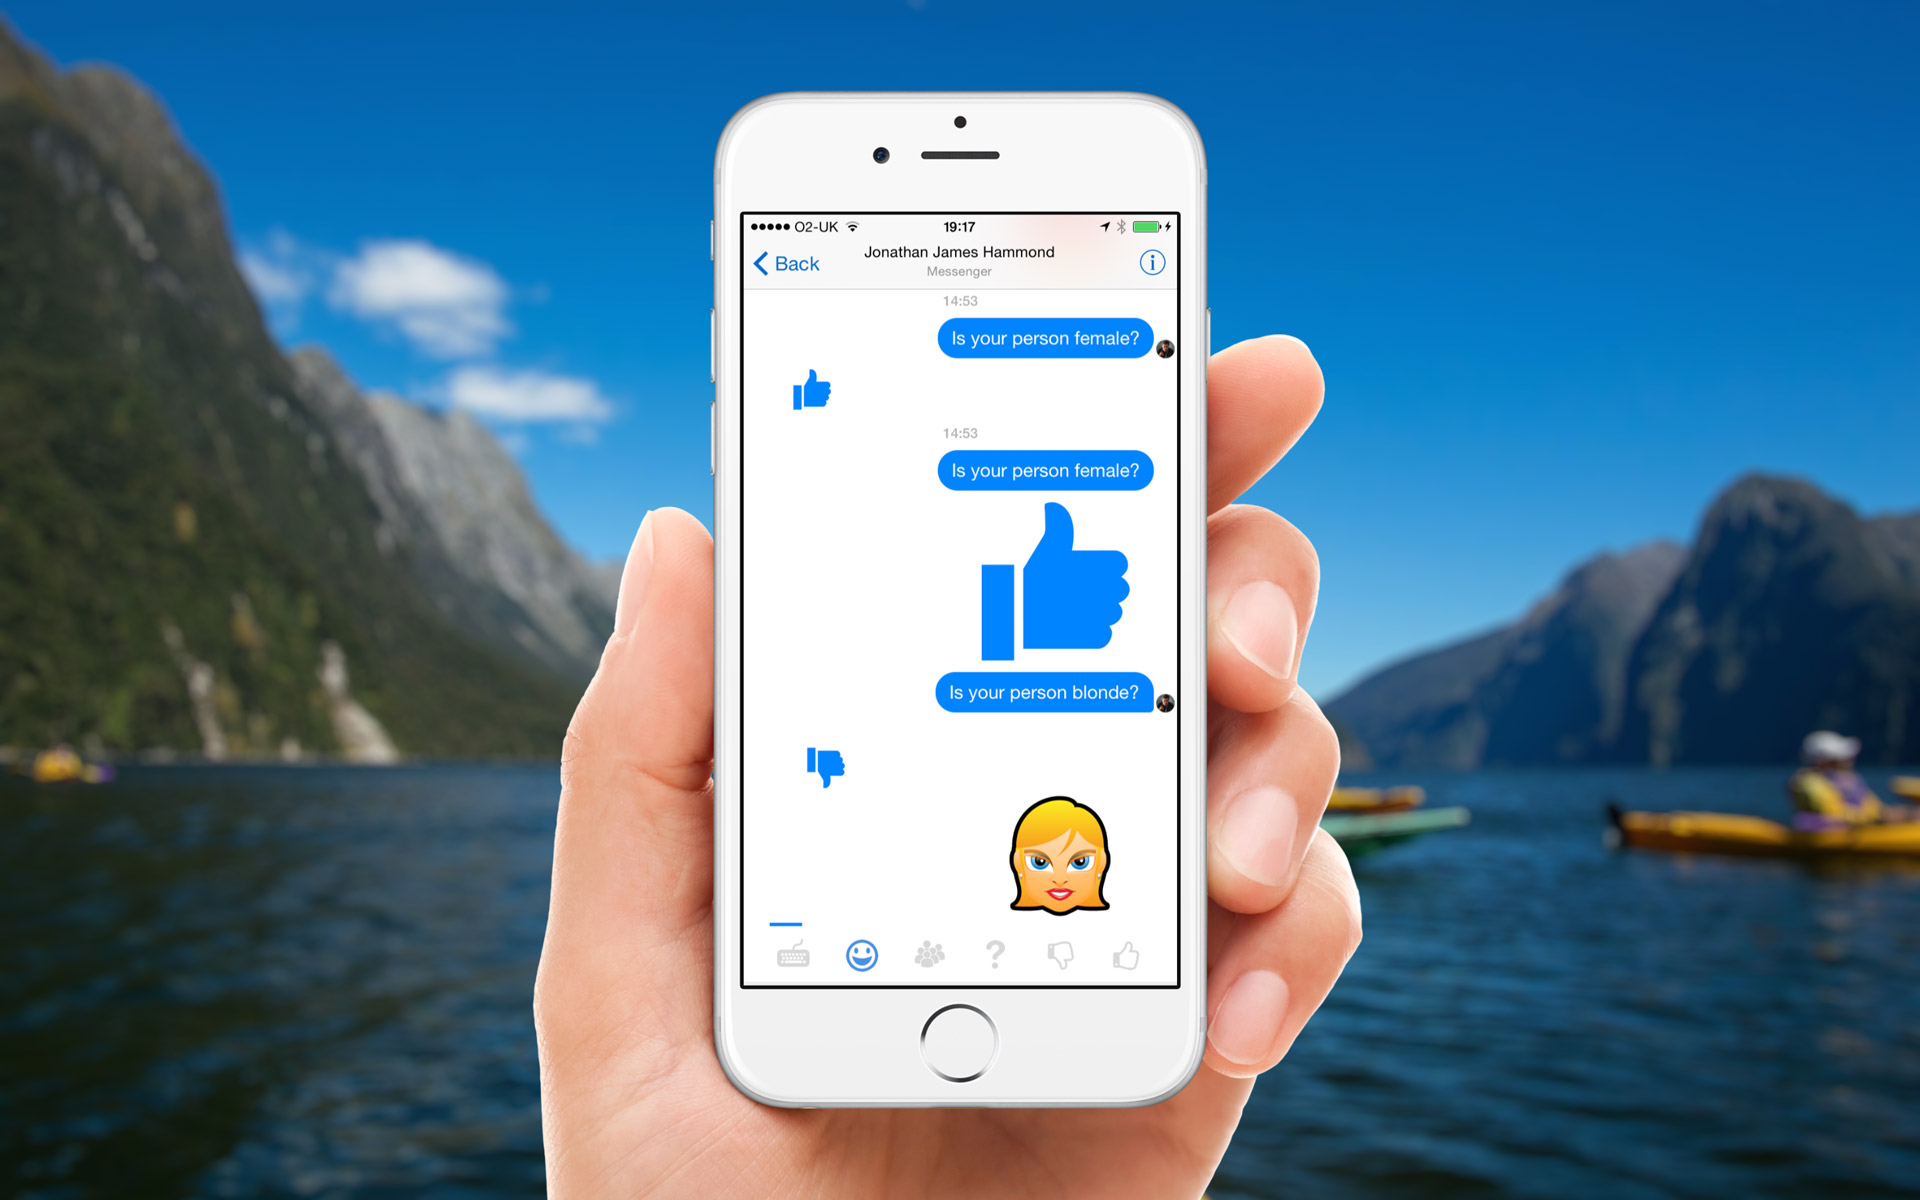 O2-UK 19:17
Back
Jonathan James Hammond
Messenger
14:53
Is your person female?
14:53
Is your person female?
Is your person blonde?
?